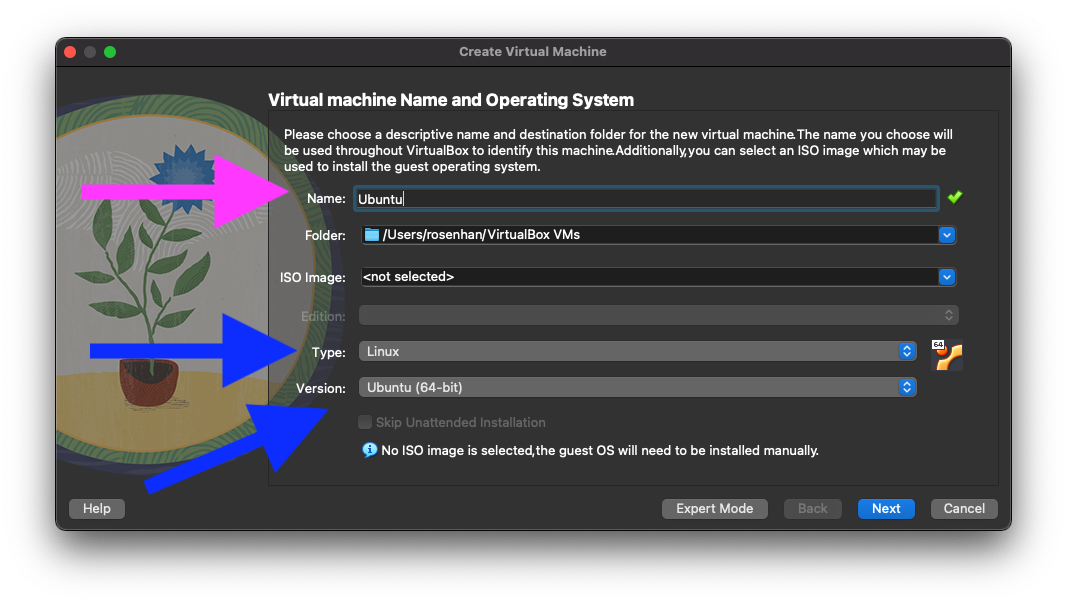 Create Virtual Machine
Virtual machine Name and Operating System
Please choose a descriptive name and destination folder for the new virtual machine.The name you choose will
be used throughout VirtualBox to identify this machine.Additionally,you can select an ISO image which may be
used to install the guest operating system.
Name: Ubuntu
Folder: /Users/rosenhan/VirtualBox VMs
ISO Image: <not selected>
Edition:
Type: Linux 64
Version: Ubuntu (64-bit)
Skip Unattended Installation
No ISO image is selected,the guest OS will need to be installed manually.
Help Expert Mode Back Next Cancel